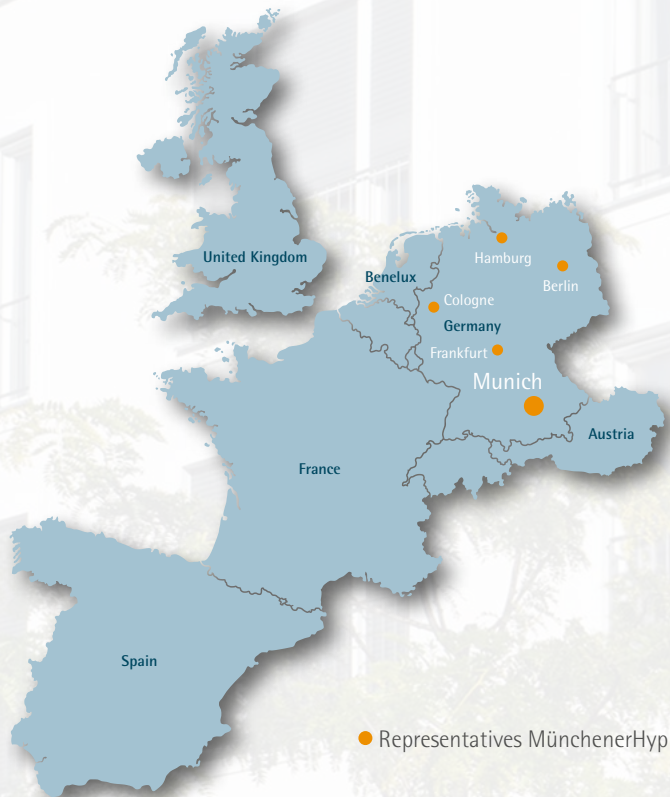 United Kingdom
Hamburg
Benelux
Berlin
Cologne
Germany
Frankfurt
Munich
Austria
France
Spain
Representatives MünchenerHyp